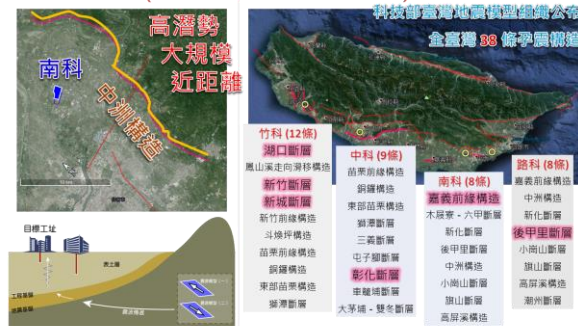 高潛勢
大規模
近距離
南科
中洲構造
目標工址
表土層
工程基盤
地震基盤
科技部臺灣地震模型組織公布
全臺灣 38 條孕震構造
竹科 (12條)
湖口斷層
鳳山溪走向滑移構造
新竹斷層
新城斷層
新竹前緣構造
斗煥坪構造
苗栗前緣構造
銅鑼構造
東部苗栗構造
獅潭斷層
中科 (9條)
苗栗前緣構造
銅鑼構造
東部苗栗構造
獅潭斷層
三義斷層
屯子腳斷層
彰化斷層
車籠埔斷層
大茅埔 - 雙冬斷層
南科 (8條)
嘉義前緣構造
木屐寮 - 六甲斷層
新化斷層
後甲里斷層
中洲構造
小崗山斷層
旗山斷層
高屏溪構造
路科 (8條)
嘉義前緣構造
中洲構造
新化斷層
後甲里斷層
小崗山斷層
旗山斷層
高屏溪構造
潮州斷層